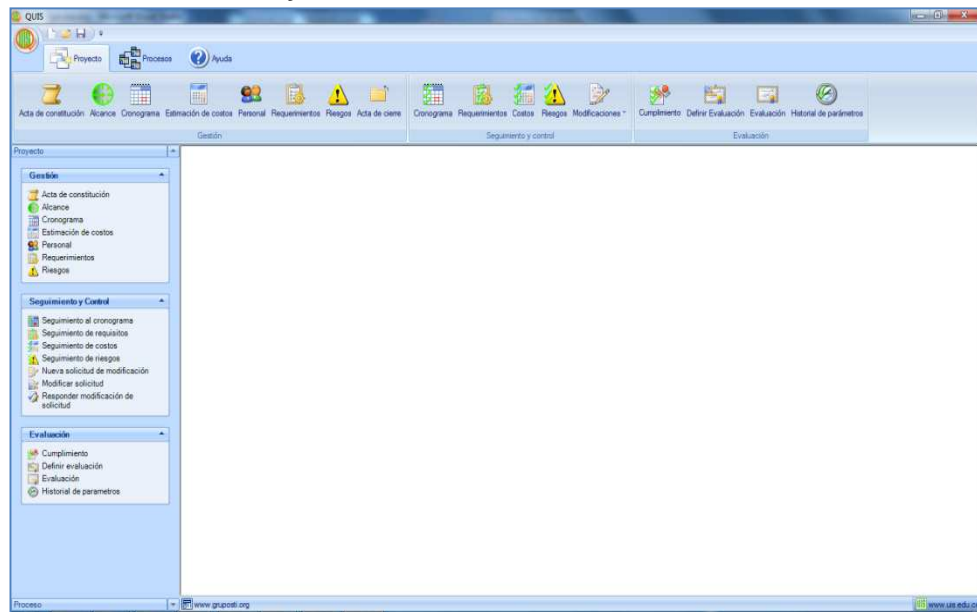 QUIS
Proyecto Procesos Ayuda
Acta de constitución Alcance Cronograma Estimación de costos Personal Requerimientos Riesgos Acta de cierre Cronograma Requerimientos Costos Riesgos Modificaciones Cumplimiento Definir Evaluación Evaluación Historial de parámetros
Gestión Seguimiento y control Evaluación
Proyecto
Gestión
Acta de constitución
Alcance
Cronograma
Estimación de costos
Personal
Requerimientos
Riesgos
Seguimiento y Control
Seguimiento al cronograma
Seguimiento de requisitos
Seguimiento de costos
Seguimiento de riesgos
Nueva solicitud de modificación
Modificar solicitud
Responder modificación de
solicitud
Evaluación
Cumplimiento
Definir evaluación
Evaluación
Historial de parametros
Proceso www.gruposti.org www.uis.edu.co